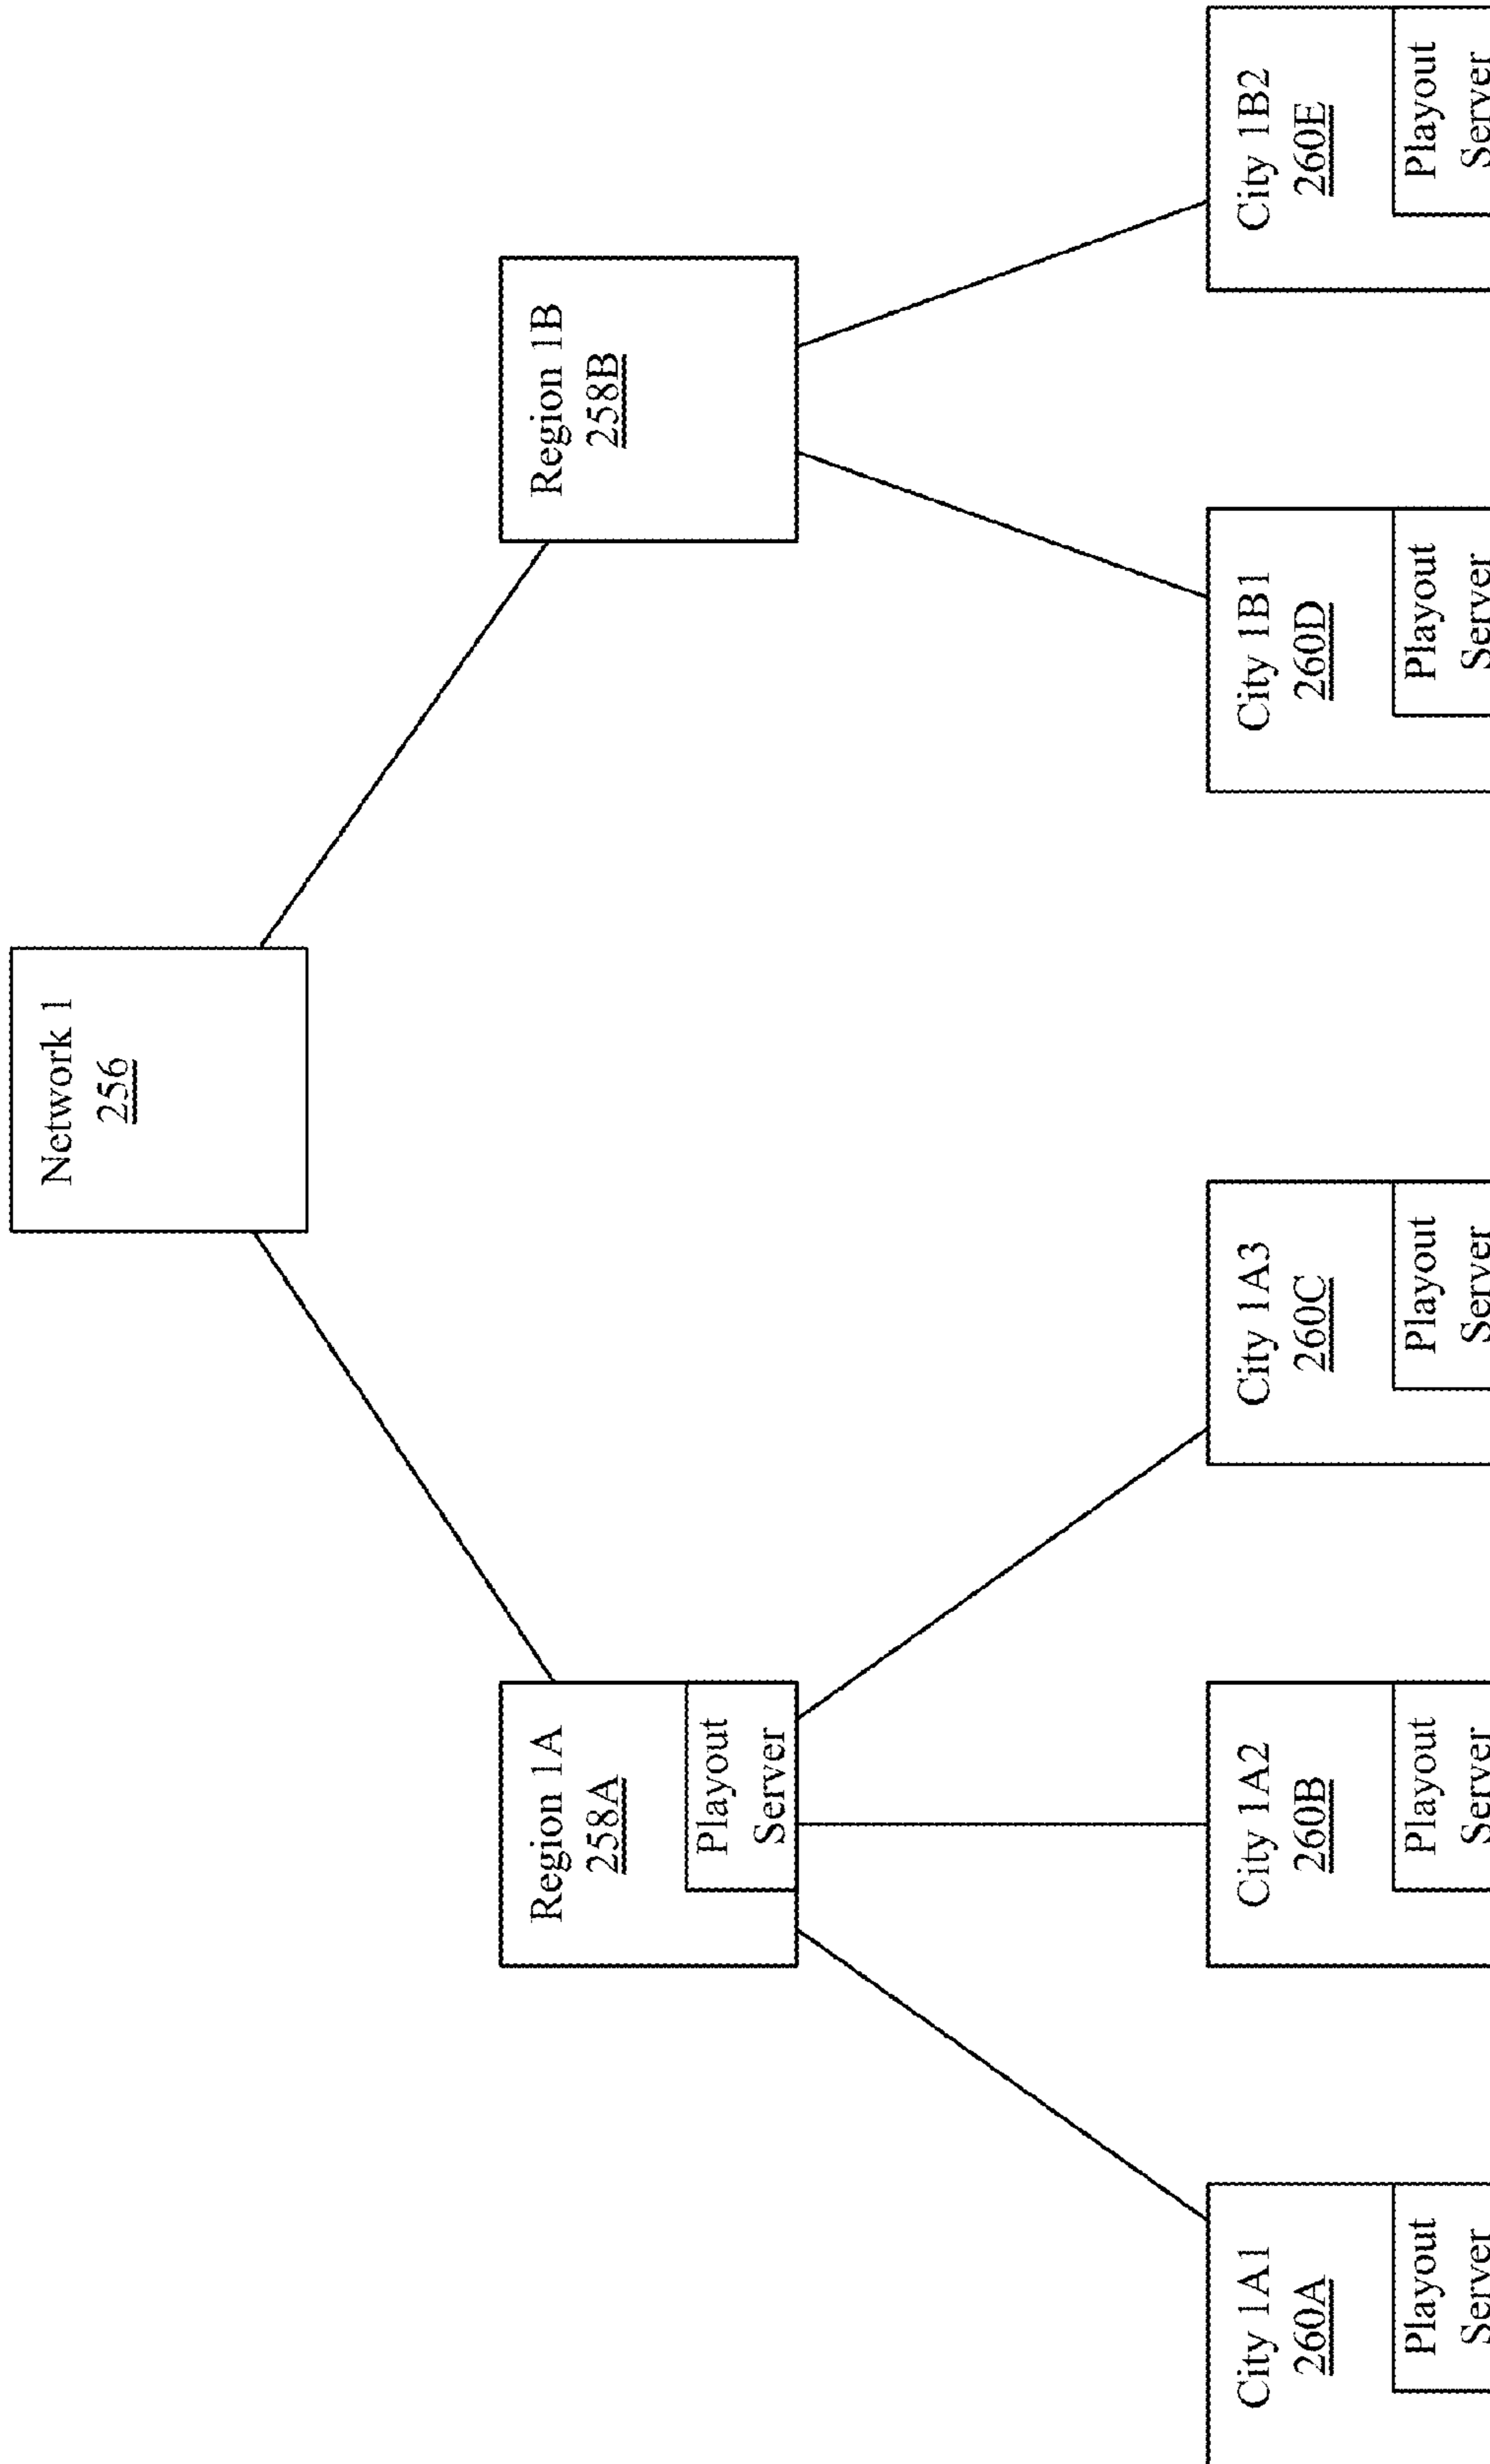 Network 1
256
Region 1A
258A
Playout
Server
Region 1B
258B
City 1A1
260A
Playout
Server
City 1A2
260B
Playout
Server
City 1A3
260C
Playout
Server
City 1B1
260D
Playout
Server
City 1B2
260E
Playout
Server